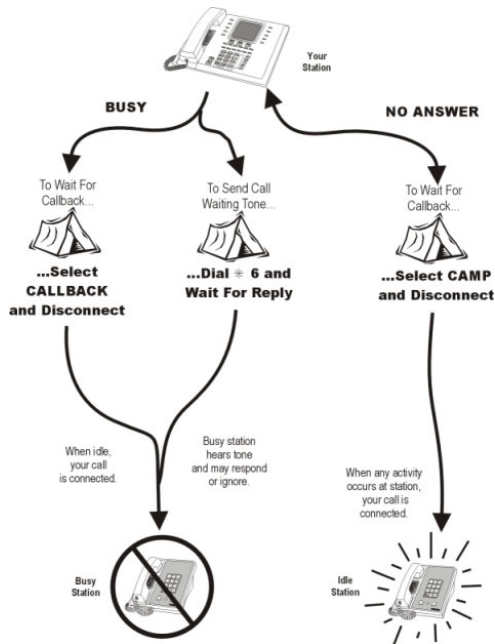 Your
Station
BUSY
NO ANSWER
To Wait For
Callback...
...Select
CALLBACK
and Disconnect
To Send Call
Waiting Tone...
...Dial ✳ 6 and
Wait For Reply
To Wait For
Callback...
...Select CAMP
and Disconnect
When idle,
your call
is connected.
Busy station
hears tone
and may respond
or ignore.
When any activity
occurs at station,
your call is
connected.
Busy
Station
Idle
Station